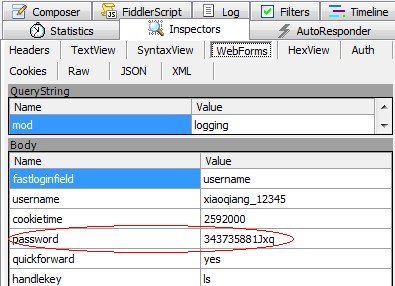 Composer FiddlerScript Log Filters Timeline
Statistics Inspectors AutoResponder
Headers TextView SyntaxView WebForms HexView Auth
Cookies Raw JSON XML
QueryString
Name Value
mod logging
Body
Name Value
fastloginfield username
username xiaoqiang_12345
cookietime 2592000
password 343735881Jxq
quickforward yes
handlekey ls